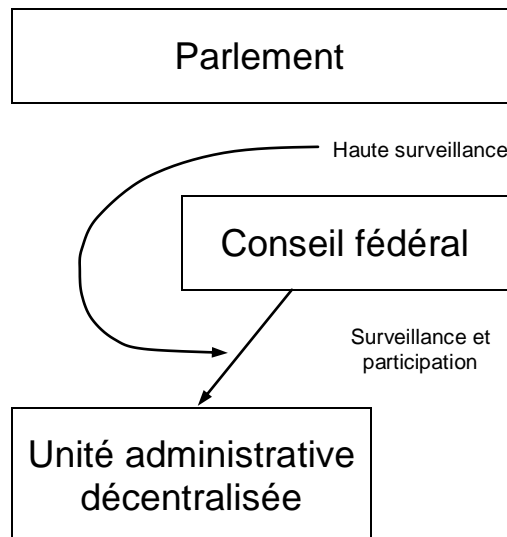 Parlement
Haute surveillance
Conseil fédéral
Surveillance et
participation
Unité administrative
décentralisée